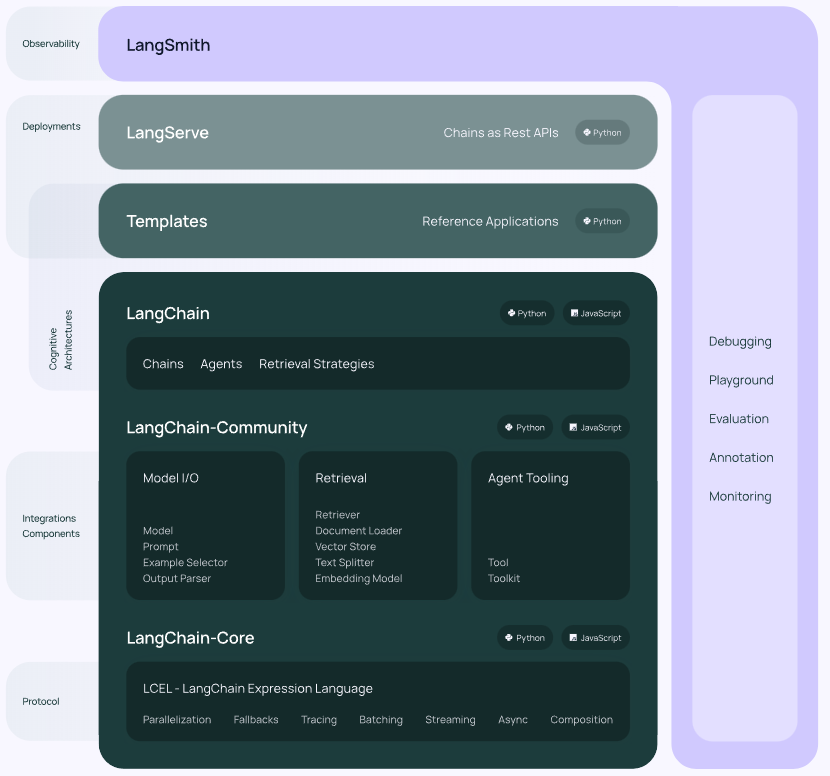 Observability
LangSmith
Deployments
LangServe
Chains as Rest APIs
Python
Templates
Reference Applications
Python
Cognitive
Architectures
LangChain
Python
JavaScript
Chains Agents Retrieval Strategies
LangChain-Community
Python
JavaScript
Integrations
Components
Model I/O
Model
Prompt
Example Selector
Output Parser
Retrieval
Retriever
Document Loader
Vector Store
Text Splitter
Embedding Model
Agent Tooling
Tool
Toolkit
LangChain-Core
Python
JavaScript
Protocol
LCEL - LangChain Expression Language
Parallelization Fallbacks Tracing Batching Streaming Async Composition
Debugging
Playground
Evaluation
Annotation
Monitoring